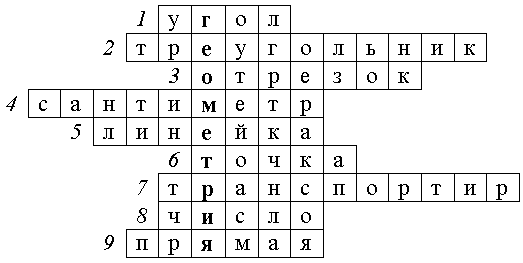 1 угол
2 треугольник
3 отрезок
4 сантиметр
5 линейка
6 точка
7 транспортир
8 число
9 прямая